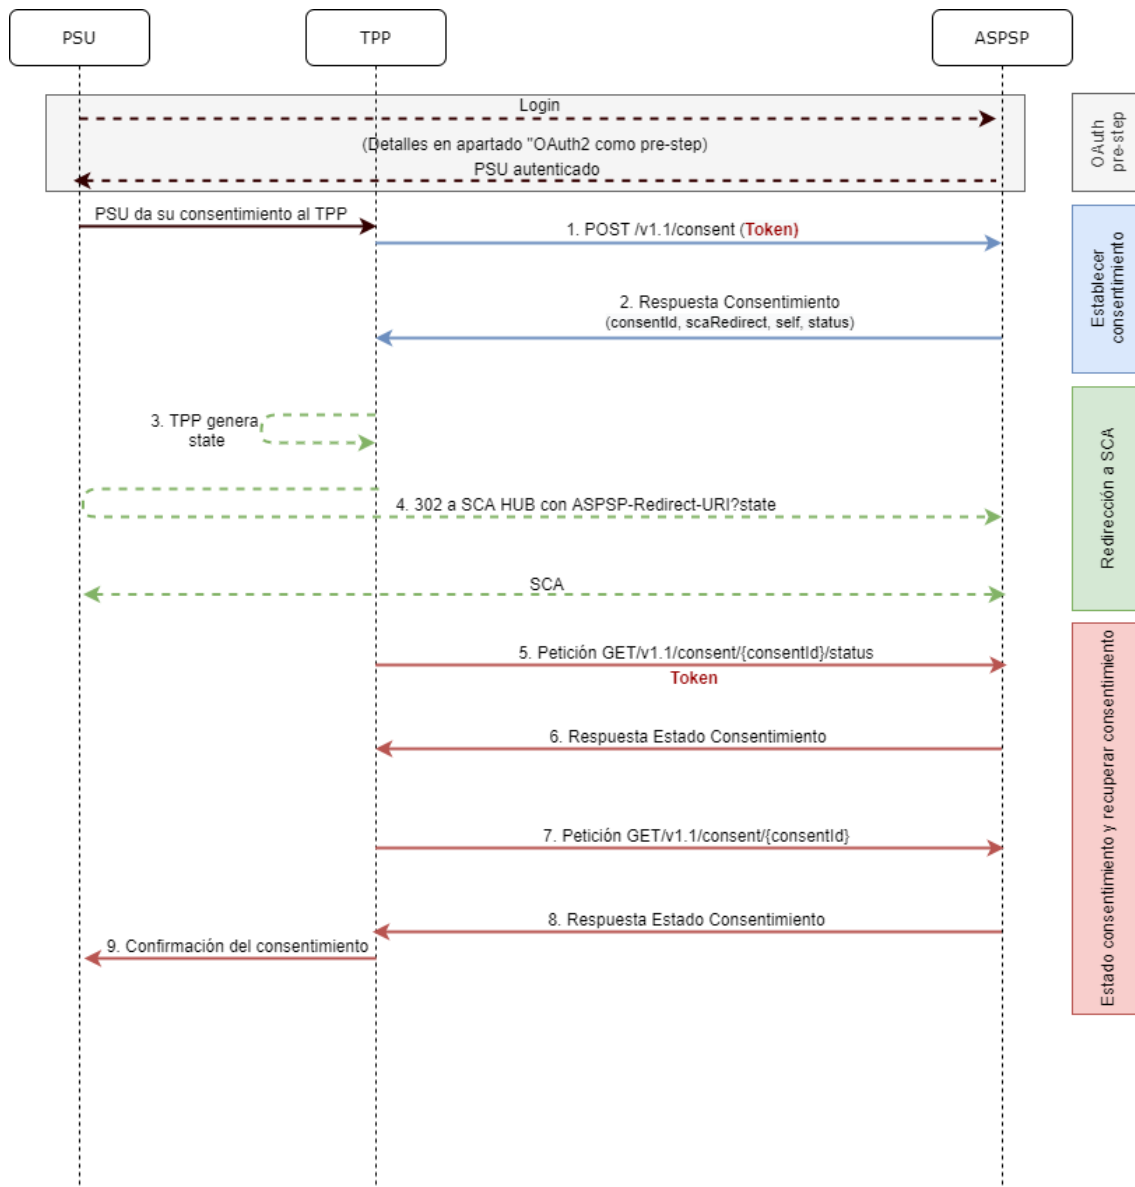 PSU
TPP
ASPSP
Login
(Detalles en apartado "OAuth2 como pre-step)
PSU autenticado
OAuth
pre-step
PSU da su consentimiento al TPP
1. POST /v1.1/consent (Token)
2. Respuesta Consentimiento
(consentId, scaRedirect, self, status)
Establecer
consentimiento
3. TPP genera
state
4. 302 a SCA HUB con ASPSP-Redirect-URI?state
SCA
Redirección a SCA
5. Petición GET/v1.1/consent/{consentId}/status
Token
6. Respuesta Estado Consentimiento
7. Petición GET/v1.1/consent/{consentId}
8. Respuesta Estado Consentimiento
9. Confirmación del consentimiento
Estado consentimiento y recuperar consentimiento